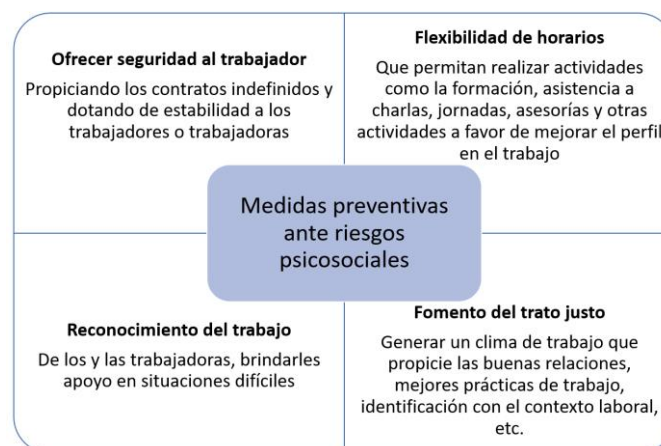 Ofrecer seguridad al trabajador
Propiciando los contratos indefinidos y
dotando de estabilidad a los
trabajadores o trabajadoras
Flexibilidad de horarios
Que permitan realizar actividades
como la formación, asistencia a
charlas, jornadas, asesorías y otras
actividades a favor de mejorar el perfil
en el trabajo
Medidas preventivas
ante riesgos
psicosociales
Reconocimiento del trabajo
De los y las trabajadoras, brindarles
apoyo en situaciones difíciles
Fomento del trato justo
Generar un clima de trabajo que
propicie las buenas relaciones,
mejores prácticas de trabajo,
identificación con el contexto laboral,
etc.